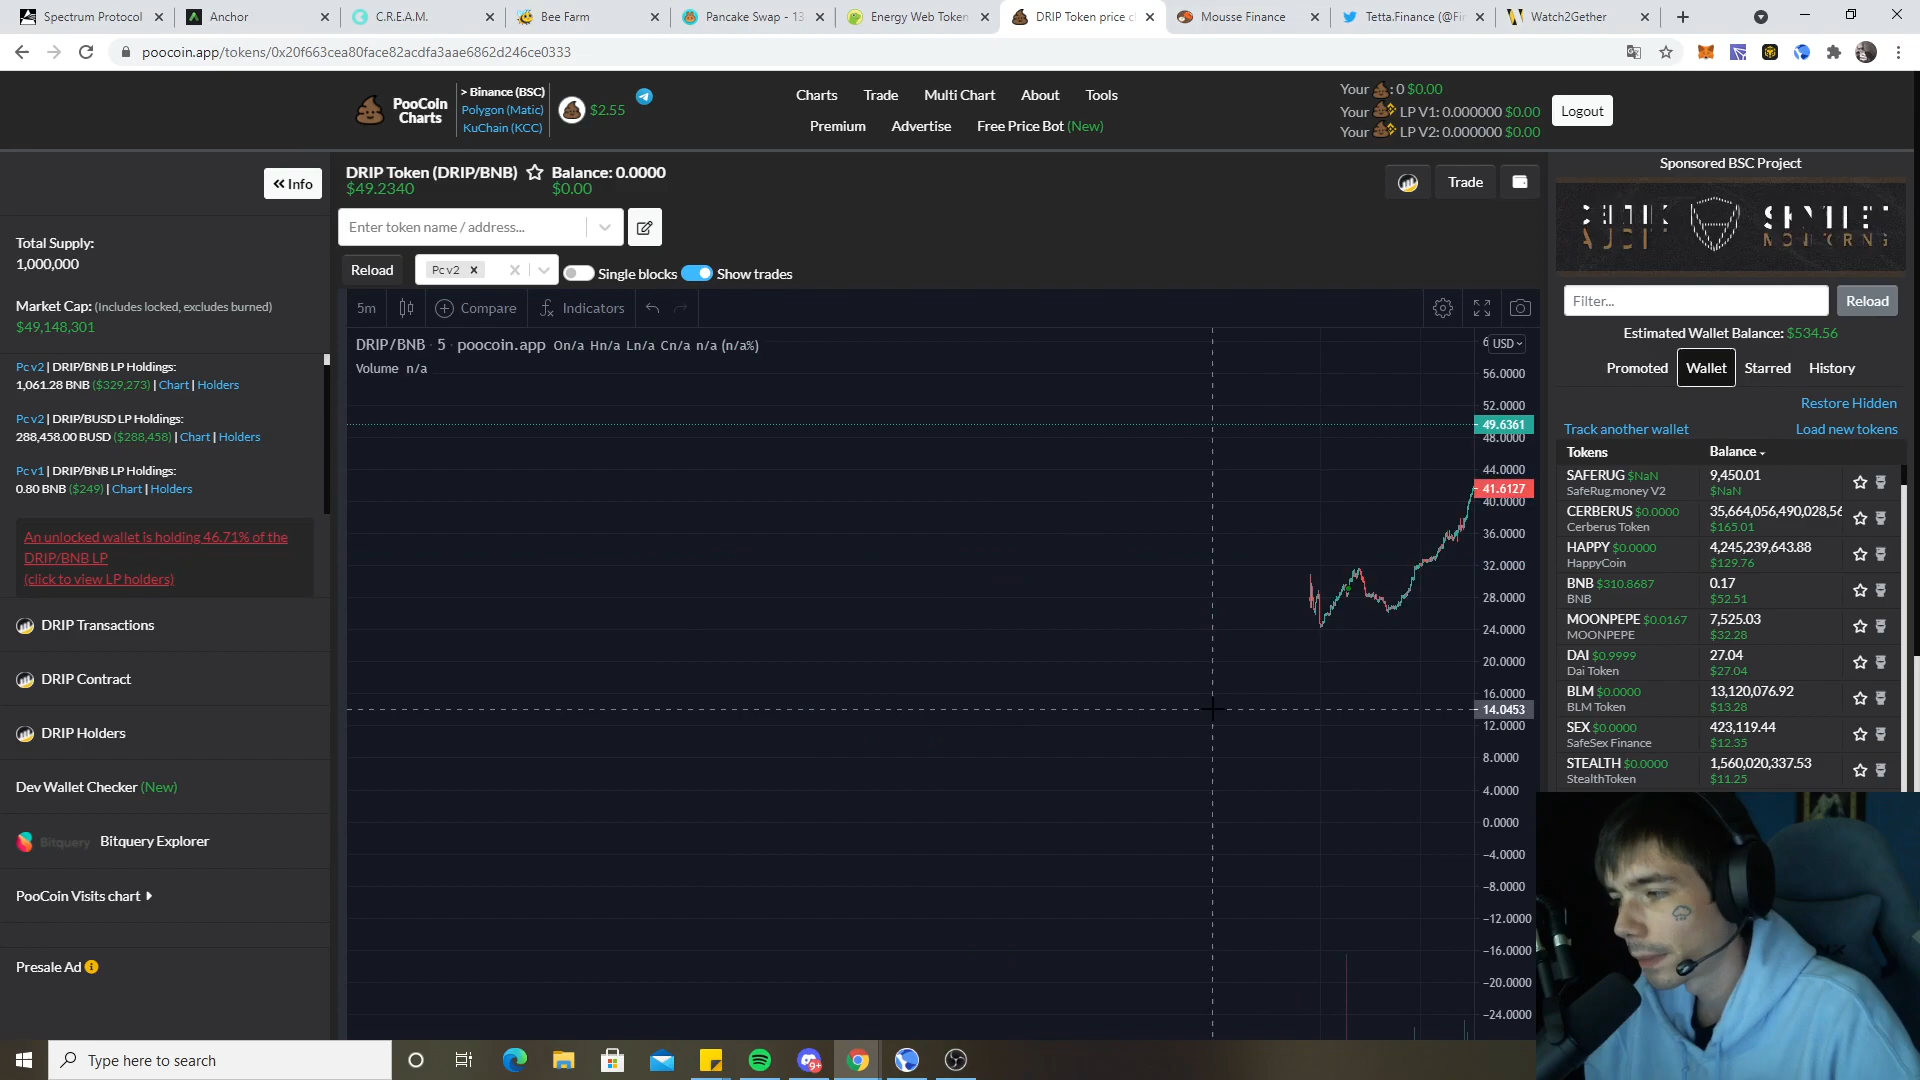 Spectrum Protocol
Anchor
C.R.E.A.M.
Bee Farm
Pancake Swap - 13
Energy Web Token
DRIP Token price c
Mousse Finance
Tetta.Finance (@Fi
Watch2Gether
poocoin.app/tokens/0x20f663cea80face82acdfa3aae6862d246ce0333
PooCoin
Charts
> Binance (BSC)
Polygon (Matic)
KuChain (KCC)
$2.55
Charts
Trade
Multi Chart
About
Tools
Premium
Advertise
Free Price Bot (New)
Your : 0 $0.00
Your LP V1: 0.000000 $0.00
Your LP V2: 0.000000 $0.00
Logout
Info
Total Supply:
1,000,000
Market Cap: (Includes locked, excludes burned)
$49,148,301
Pc v2 | DRIP/BNB LP Holdings:
1,061.28 BNB ($329,273) | Chart | Holders
Pc v2 | DRIP/BUSD LP Holdings:
288,458.00 BUSD ($288,458) | Chart | Holders
Pc v1 | DRIP/BNB LP Holdings:
0.80 BNB ($249) | Chart | Holders
An unlocked wallet is holding 46.71% of the
DRIP/BNB LP
(click to view LP holders)
DRIP Transactions
DRIP Contract
DRIP Holders
Dev Wallet Checker (New)
Bitquery Bitquery Explorer
PooCoin Visits chart
Presale Ad
DRIP Token (DRIP/BNB)
$49.2340
Balance: 0.0000
$0.00
Trade
Enter token name / address...
Reload
Pc v2
Single blocks
Show trades
5m
Compare
Indicators
DRIP/BNB · 5 · poocoin.app On/a Hn/a Ln/a Cn/a n/a (n/a%)
Volume n/a
USD
56.0000
52.0000
49.6361
48.0000
44.0000
41.6127
40.0000
36.0000
32.0000
28.0000
24.0000
20.0000
16.0000
14.0453
12.0000
8.0000
4.0000
0.0000
−4.0000
−8.0000
−12.0000
−16.0000
−20.0000
−24.0000
Sponsored BSC Project
Filter...
Reload
Estimated Wallet Balance: $534.56
Promoted
Wallet
Starred
History
Restore Hidden
Track another wallet
Load new tokens
Tokens
Balance
SAFERUG $NaN 9,450.01
SafeRug.money V2 $NaN
CERBERUS $0.0000 35,664,056,490,028,56
Cerberus Token $165.01
HAPPY $0.0000 4,245,239,643.88
HappyCoin $129.76
BNB $310.8687 0.17
BNB $52.51
MOONPEPE $0.0167 7,525.03
MOONPEPE $32.28
DAI $0.9999 27.04
Dai Token $27.04
BLM $0.0000 13,120,076.92
BLM Token $13.28
SEX $0.0000 423,119.44
SafeSex Finance $12.35
STEALTH $0.0000 1,560,020,337.53
StealthToken $11.25
Type here to search
9+